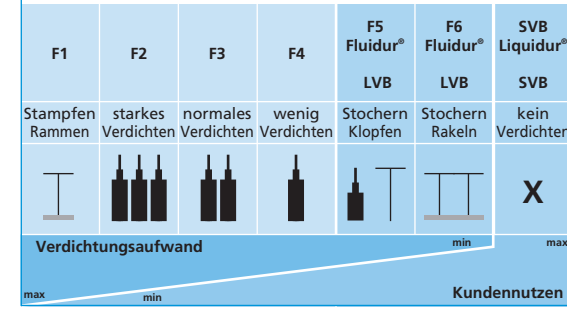 F1
F2
F3
F4
F5
Fluidur®
LVB
F6
Fluidur®
LVB
SVB
Liquidur®
SVB
Stampfen
Rammen
starkes
Verdichten
normales
Verdichten
wenig
Verdichten
Stochern
Klopfen
Stochern
Rakeln
kein
Verdichten
X
Verdichtungsaufwand
min
max
max
min
Kundennutzen